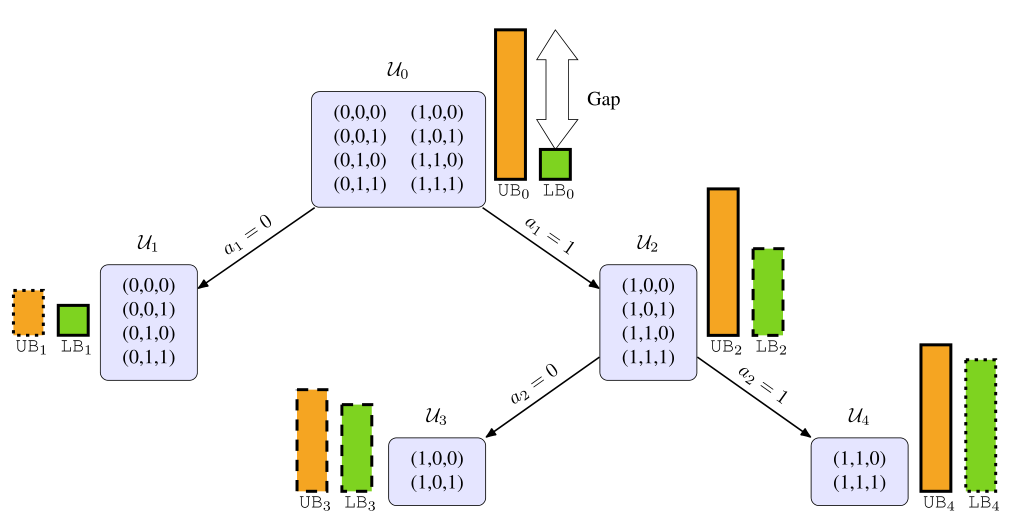 𝒰₀
(0,0,0) (1,0,0)
(0,0,1) (1,0,1)
(0,1,0) (1,1,0)
(0,1,1) (1,1,1)
Gap
UB₀ LB₀
a₁ = 0
a₁ = 1
𝒰₁
(0,0,0)
(0,0,1)
(0,1,0)
(0,1,1)
UB₁ LB₁
𝒰₂
(1,0,0)
(1,0,1)
(1,1,0)
(1,1,1)
UB₂ LB₂
a₂ = 0
a₂ = 1
𝒰₃
(1,0,0)
(1,0,1)
UB₃ LB₃
𝒰₄
(1,1,0)
(1,1,1)
UB₄ LB₄